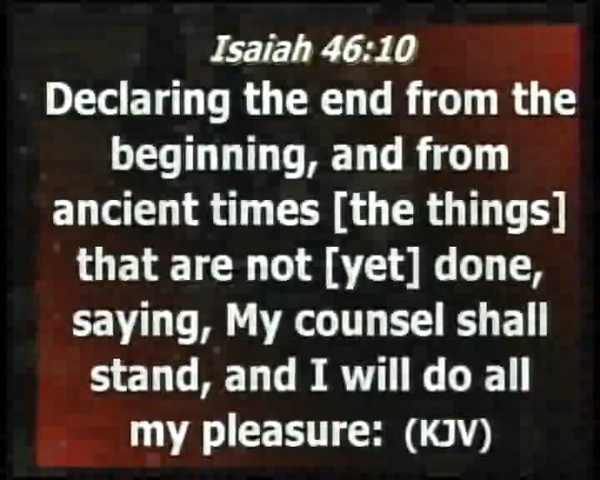 Isaiah 46:10
Declaring the end from the
beginning, and from
ancient times [the things]
that are not [yet] done,
saying, My counsel shall
stand, and I will do all
my pleasure: (KJV)